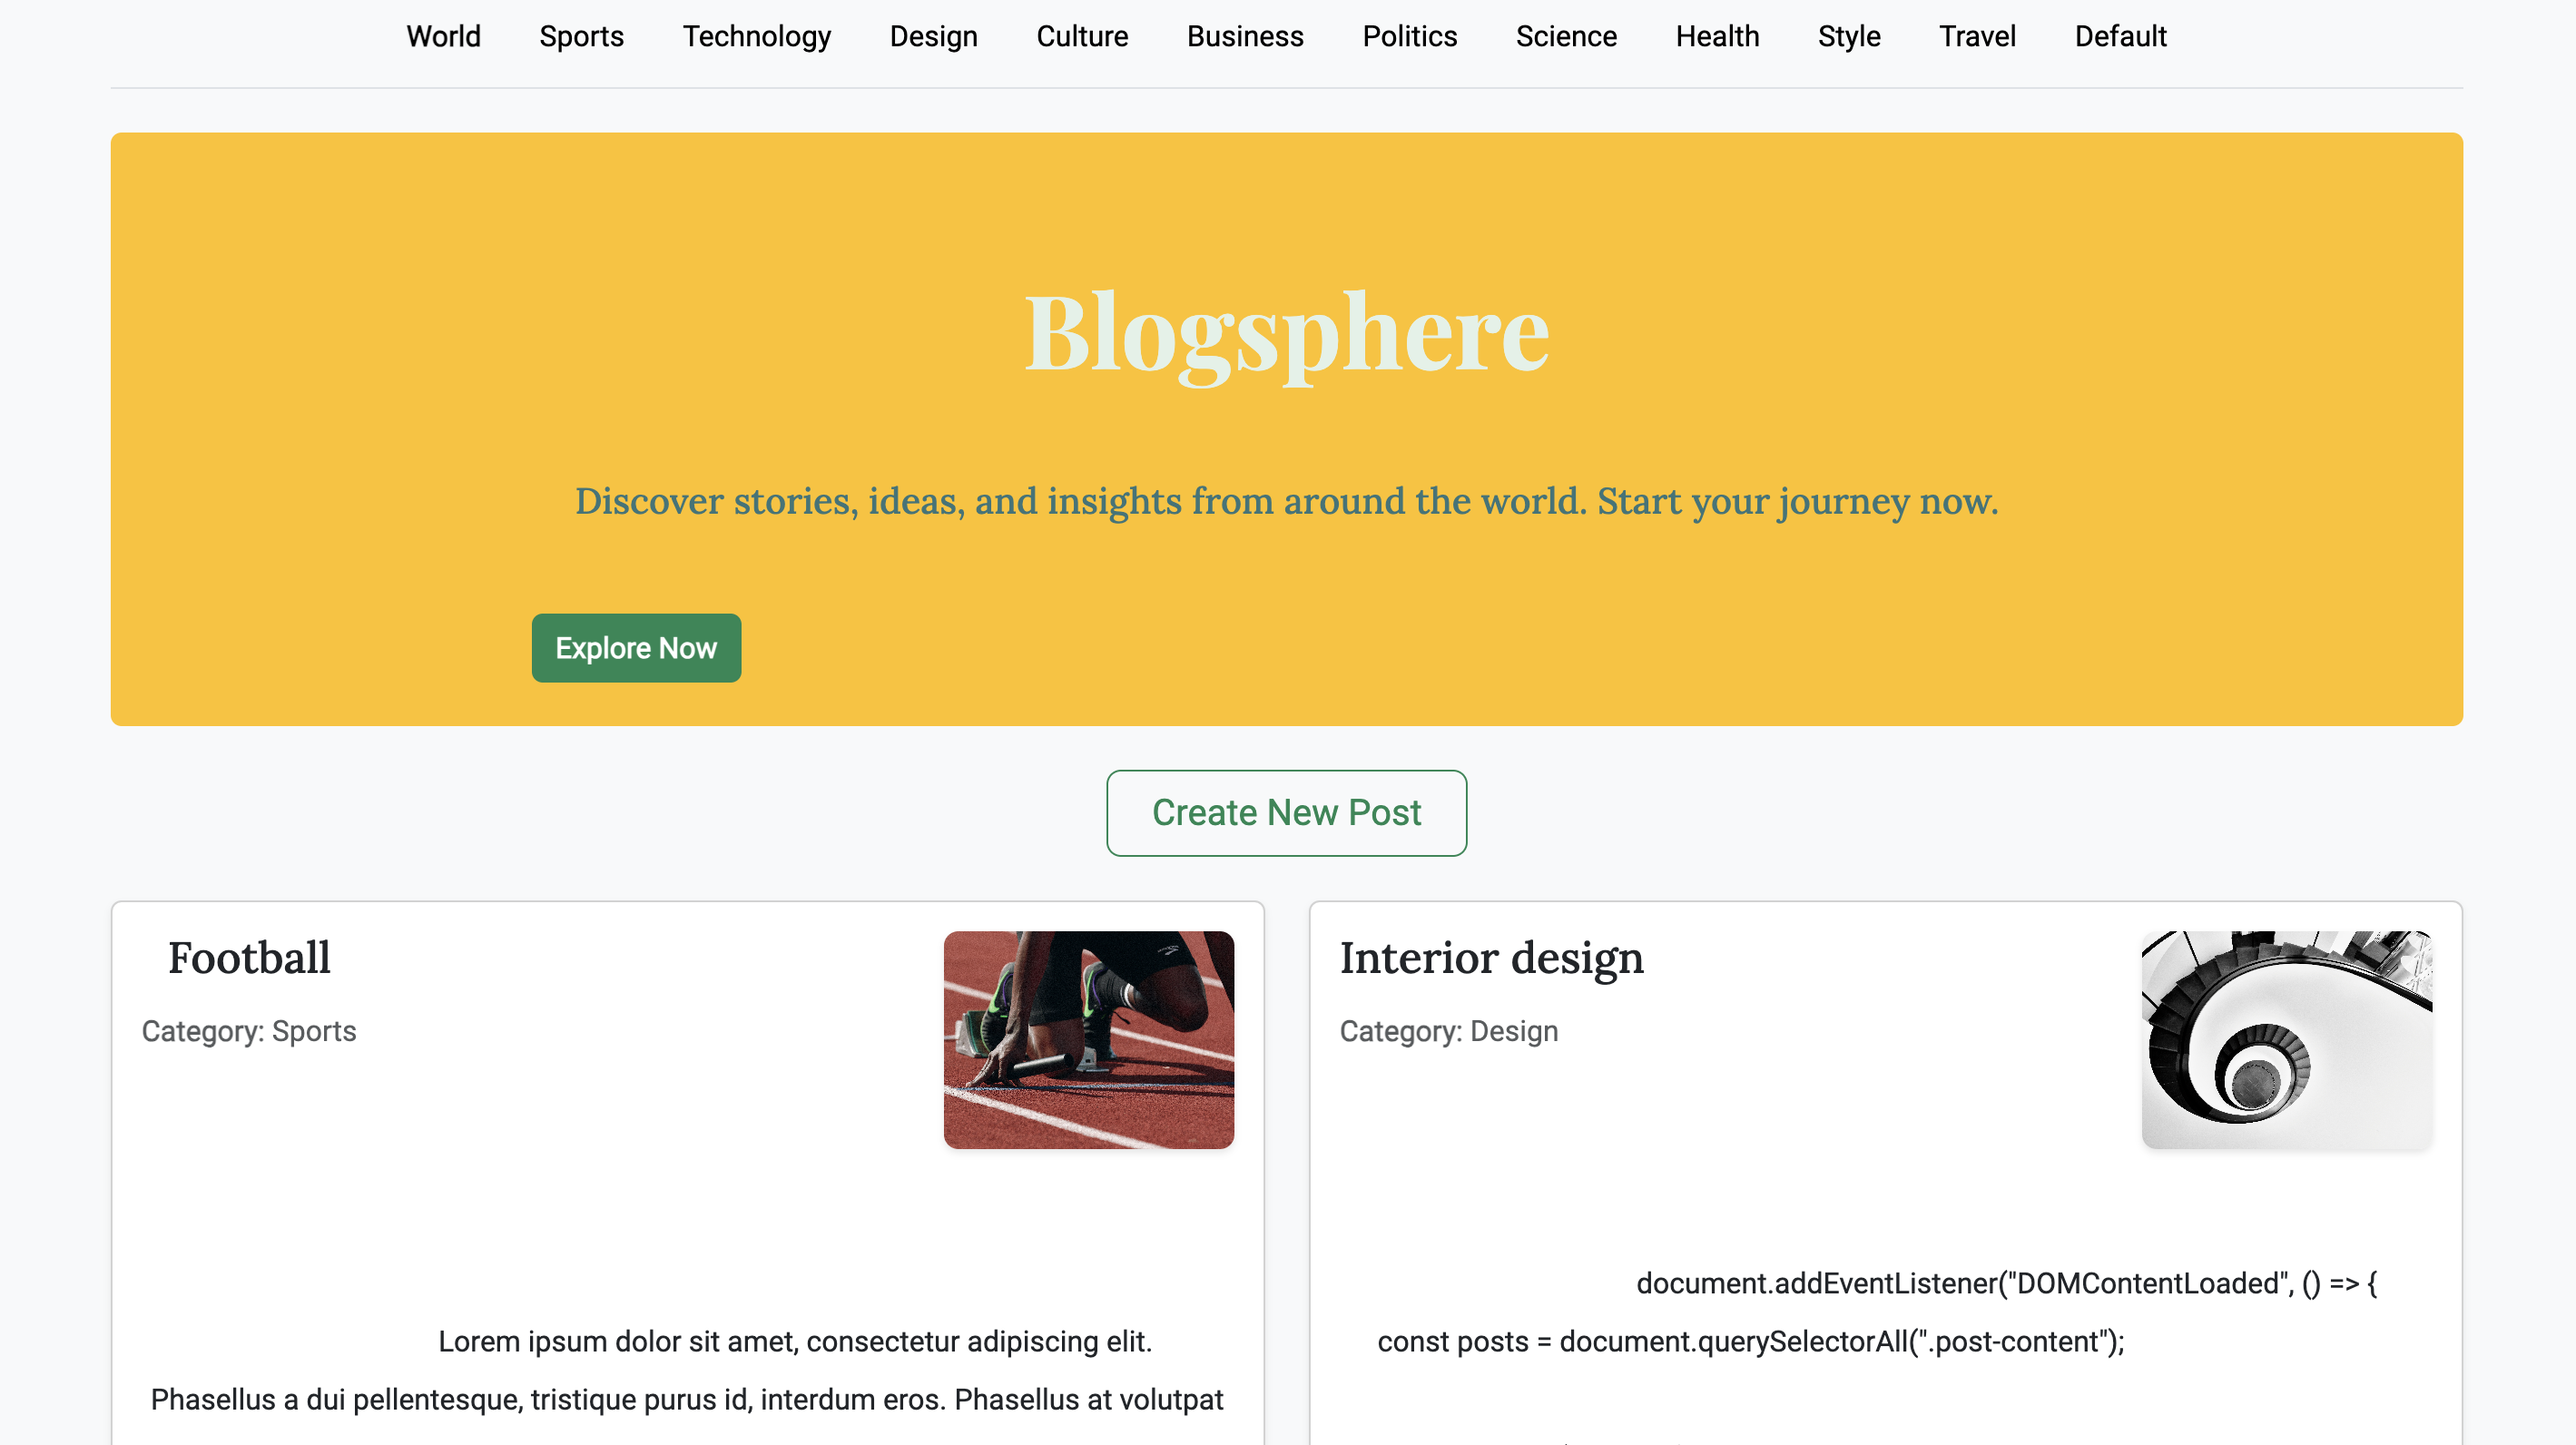 World Sports Technology Design Culture Business Politics Science Health Style Travel Default
Blogsphere
Discover stories, ideas, and insights from around the world. Start your journey now.
Explore Now
Create New Post
Football
Category: Sports
Lorem ipsum dolor sit amet, consectetur adipiscing elit.
Phasellus a dui pellentesque, tristique purus id, interdum eros. Phasellus at volutpat
Interior design
Category: Design
document.addEventListener("DOMContentLoaded", () => {
const posts = document.querySelectorAll(".post-content");